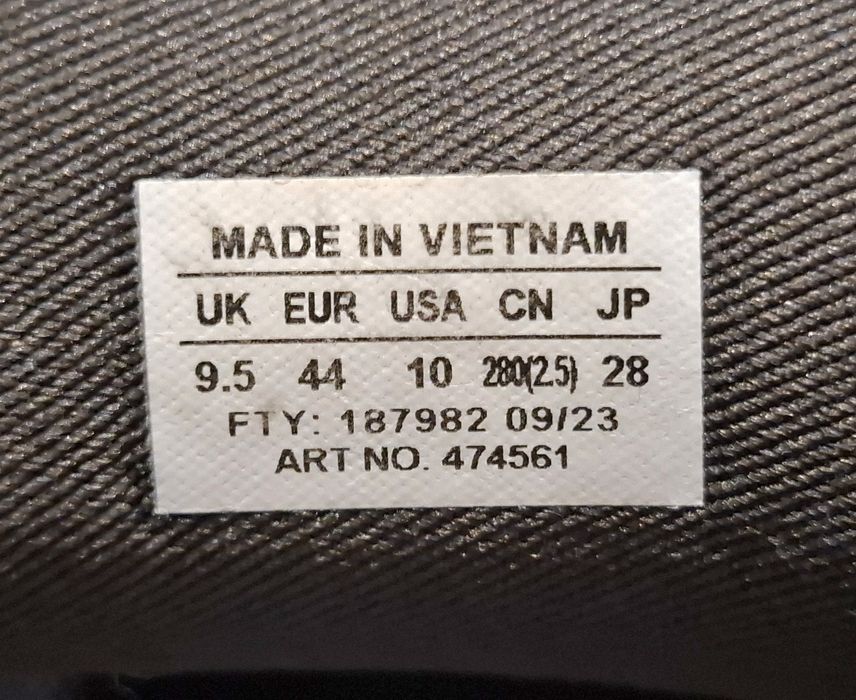 MADE IN VIETNAM
UK EUR USA CN JP
9.5 44 10 280(2.5) 28
FTY: 187982 09/23
ART NO. 474561